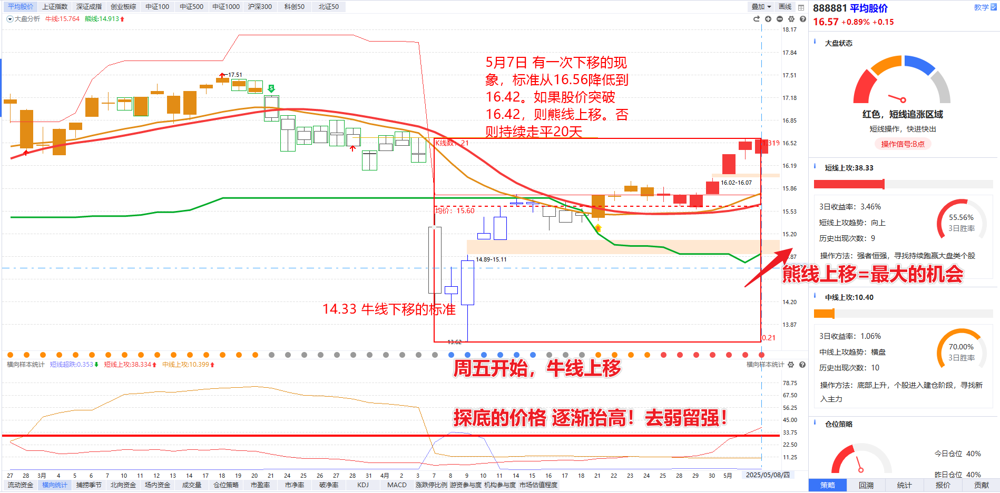 平均股价 上证指数 深证成指 创业板综 中证100 中证500 中证1000 沪深300 科创50 北证50 叠加 画线
大盘分析 牛线:15.764 熊线:14.913
18.17
17.84
17.51
17.18
16.85
16.52
16.19
15.86
15.53
15.20
14.20
13.87
17.51
S
5月7日 有一次下移的现
象，标准从16.56降低到
16.42。如果股价突破
16.42，则熊线上移。否
则持续走平20天
K线数：21
1.31%
16.02-16.07
均价：15.60
B
14.89-15.11
14.33 牛线下移的标准
13.62
0.21
熊线上移=最大的机会
横向样本统计 短线超跌:0.353 短线上攻:38.334 中线上攻:10.399
横向样本统计
周五开始，牛线上移
探底的价格 逐渐抬高！去弱留强！
78.75
67.50
56.25
45.00
33.75
22.50
11.25
27 28 3月 4 5 6 7 10 11 12 13 14 17 18 19 20 21 24 25 26 27 28 31 4月 2 3 7 8 9 10 11 14 15 16 17 18 21 22 23 24 25 28 29 30 5月 2025/05/08/四
流动资金 横向统计 捕捞季节 北向资金 场内资金 成交量 仓位策略 市盈率 市净率 破净率 KDJ MACD 涨跌停比例 游资参与度 机构参与度 市场估值程度
888881 平均股价 教学
16.57 +0.89% +0.15
大盘状态
红色，短线追涨区域
短线操作，快进快出
操作信号:B点
短线上攻:38.33
3日收益率：3.46%
短线上攻趋势：向上
历史出现次数：9
55.56%
3日胜率
操作方法：强者恒强，寻找持续跑赢大盘类个股
中线上攻:10.40
3日收益率：1.06%
中线上攻趋势：横盘
历史出现次数：10
70.00%
3日胜率
操作方法：底部上升，个股进入建仓阶段，寻找新
入主力
仓位策略
今日仓位 40%
昨日仓位 40%
策略 回溯 统计 报价 贡献